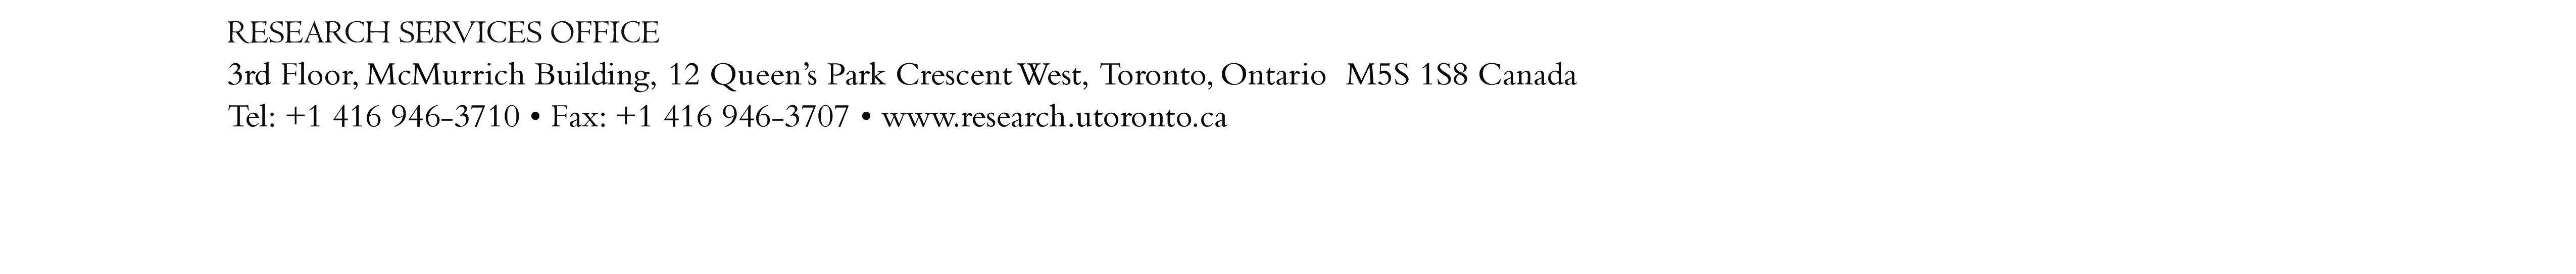 RESEARCH SERVICES OFFICE
3rd Floor, McMurrich Building, 12 Queen’s Park Crescent West, Toronto, Ontario  M5S 1S8 Canada
Tel: +1 416 946-3710 • Fax: +1 416 946-3707 • www.research.utoronto.ca